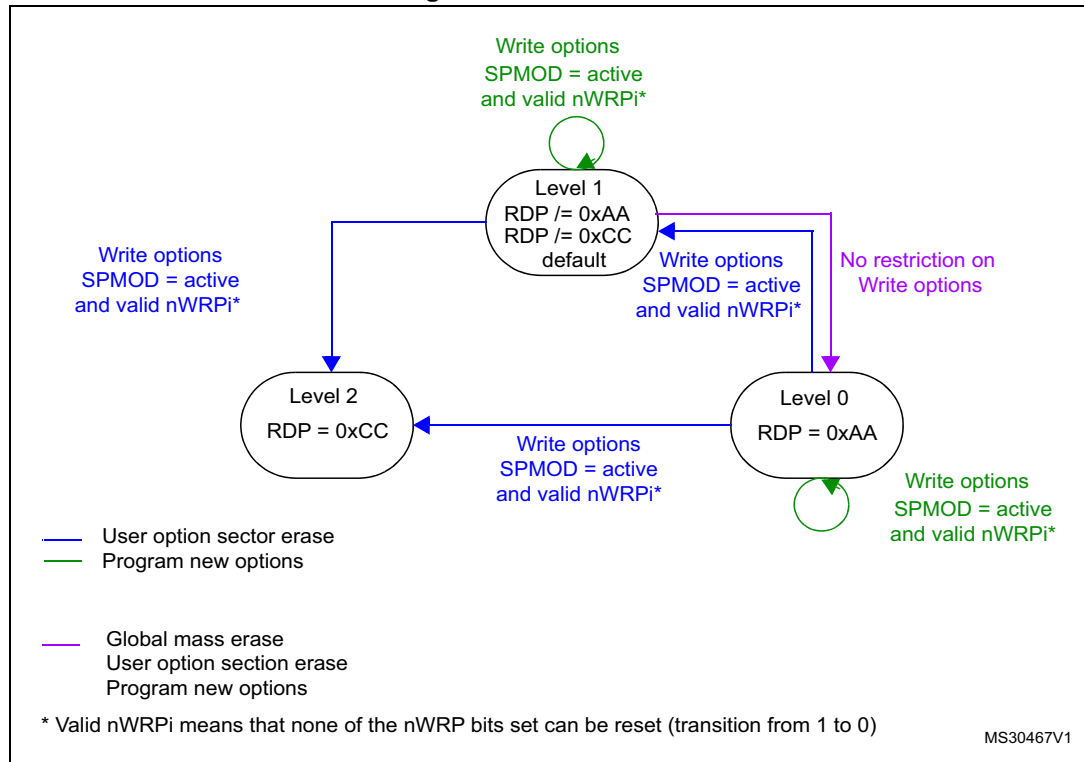 Write options
SPMOD = active
and valid nWRPi*
Level 1
RDP /= 0xAA
RDP /= 0xCC
default
Write options
SPMOD = active
and valid nWRPi*
Write options
SPMOD = active
and valid nWRPi*
No restriction on
Write options
Level 2
RDP = 0xCC
Level 0
RDP = 0xAA
Write options
SPMOD = active
and valid nWRPi*
Write options
SPMOD = active
and valid nWRPi*
User option sector erase
Program new options
Global mass erase
User option section erase
Program new options
* Valid nWRPi means that none of the nWRP bits set can be reset (transition from 1 to 0)
MS30467V1